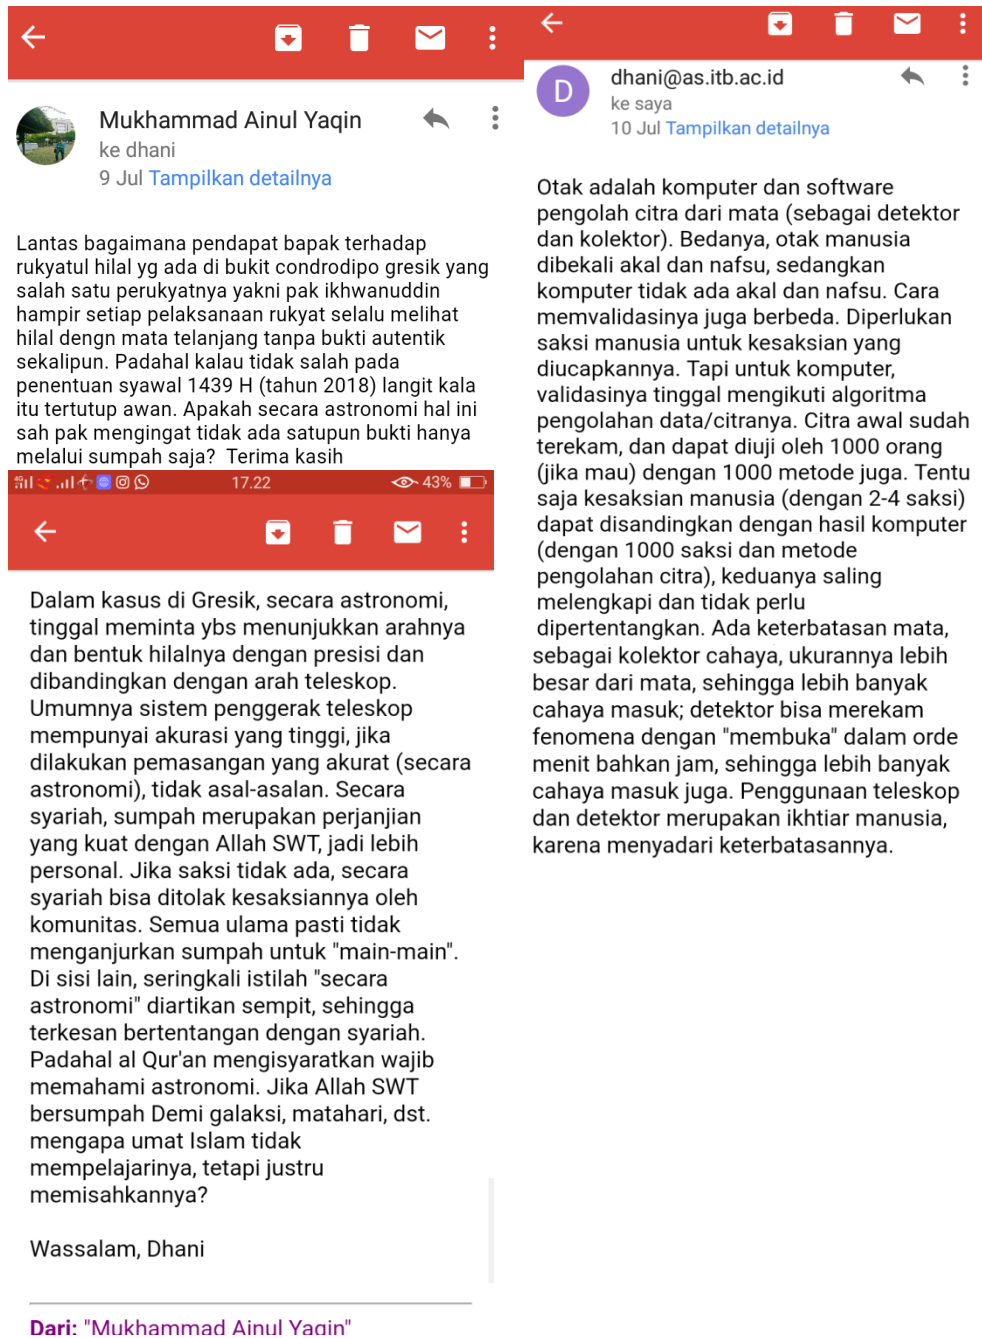 Mukhammad Ainul Yaqin
ke dhani
9 Jul Tampilkan detailnya
Lantas bagaimana pendapat bapak terhadap
rukyatul hilal yg ada di bukit condrodipo gresik yang
salah satu perukyatnya yakni pak ikhwanuddin
hampir setiap pelaksanaan rukyat selalu melihat
hilal dengn mata telanjang tanpa bukti autentik
sekalipun. Padahal kalau tidak salah pada
penentuan syawal 1439 H (tahun 2018) langit kala
itu tertutup awan. Apakah secara astronomi hal ini
sah pak mengingat tidak ada satupun bukti hanya
melalui sumpah saja?  Terima kasih
D
dhani@as.itb.ac.id
ke saya
10 Jul Tampilkan detailnya
Otak adalah komputer dan software
pengolah citra dari mata (sebagai detektor
dan kolektor). Bedanya, otak manusia
dibekali akal dan nafsu, sedangkan
komputer tidak ada akal dan nafsu. Cara
memvalidasinya juga berbeda. Diperlukan
saksi manusia untuk kesaksian yang
diucapkannya. Tapi untuk komputer,
validasinya tinggal mengikuti algoritma
pengolahan data/citranya. Citra awal sudah
terekam, dan dapat diuji oleh 1000 orang
(jika mau) dengan 1000 metode juga. Tentu
saja kesaksian manusia (dengan 2-4 saksi)
dapat disandingkan dengan hasil komputer
(dengan 1000 saksi dan metode
pengolahan citra), keduanya saling
melengkapi dan tidak perlu
dipertentangkan. Ada keterbatasan mata,
sebagai kolektor cahaya, ukurannya lebih
besar dari mata, sehingga lebih banyak
cahaya masuk; detektor bisa merekam
fenomena dengan "membuka" dalam orde
menit bahkan jam, sehingga lebih banyak
cahaya masuk juga. Penggunaan teleskop
dan detektor merupakan ikhtiar manusia,
karena menyadari keterbatasannya.
17.22
43%
Dalam kasus di Gresik, secara astronomi,
tinggal meminta ybs menunjukkan arahnya
dan bentuk hilalnya dengan presisi dan
dibandingkan dengan arah teleskop.
Umumnya sistem penggerak teleskop
mempunyai akurasi yang tinggi, jika
dilakukan pemasangan yang akurat (secara
astronomi), tidak asal-asalan. Secara
syariah, sumpah merupakan perjanjian
yang kuat dengan Allah SWT, jadi lebih
personal. Jika saksi tidak ada, secara
syariah bisa ditolak kesaksiannya oleh
komunitas. Semua ulama pasti tidak
menganjurkan sumpah untuk "main-main".
Di sisi lain, seringkali istilah "secara
astronomi" diartikan sempit, sehingga
terkesan bertentangan dengan syariah.
Padahal al Qur'an mengisyaratkan wajib
memahami astronomi. Jika Allah SWT
bersumpah Demi galaksi, matahari, dst.
mengapa umat Islam tidak
mempelajarinya, tetapi justru
memisahkannya?
Wassalam, Dhani
Dari: "Mukhammad Ainul Yaqin"